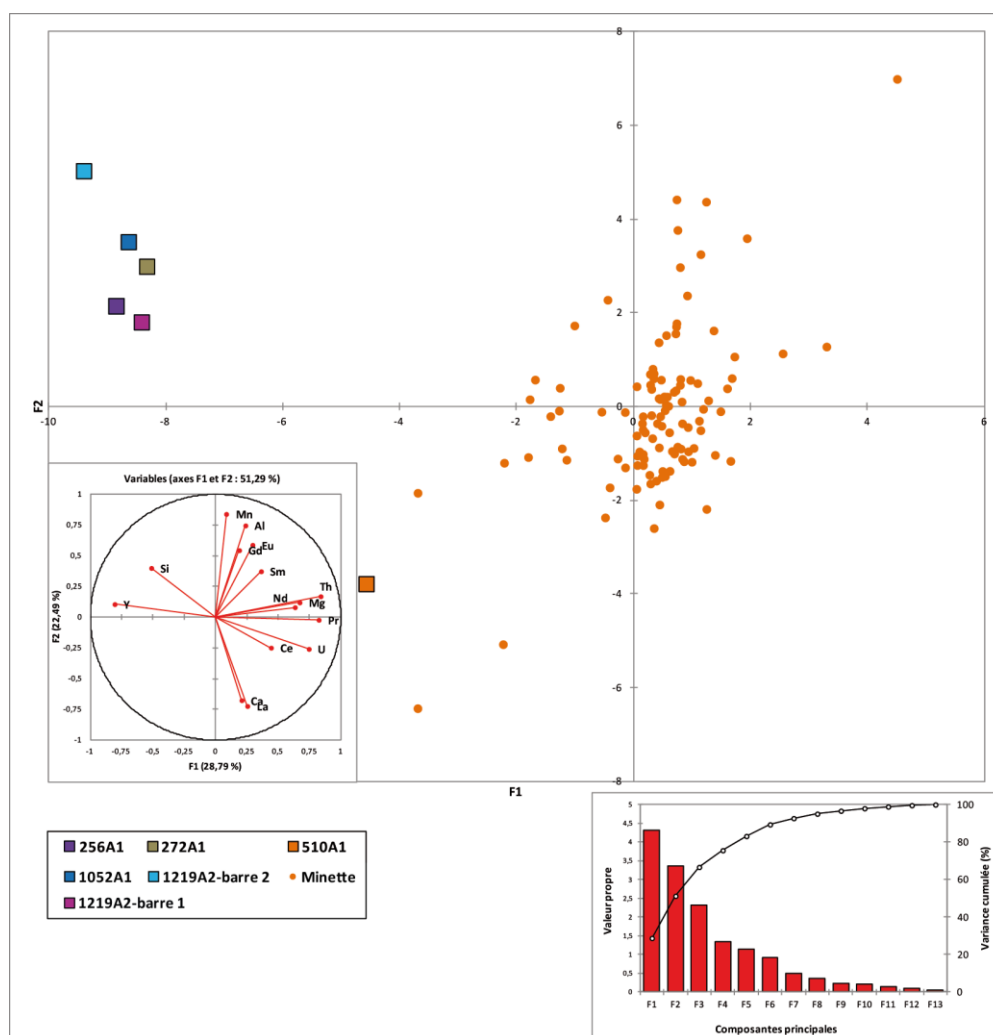 8
6
4
2
0
-2
-4
-6
-8
-10
-8
-6
-4
-2
0
2
4
6
F2
F1
Variables (axes F1 et F2 : 51,29 %)
1
0,75
0,5
0,25
0
-0,25
-0,5
-0,75
-1
F2 (22,49 %)
Mn
Al
Eu
Gd
Sm
Si
Th
Nd
Mg
Y
Pr
Ce
U
Ca
La
-1
-0,75
-0,5
-0,25
0
0,25
0,5
0,75
1
F1 (28,79 %)
256A1
272A1
510A1
1052A1
1219A2-barre 2
Minette
1219A2-barre 1
5
4,5
4
3,5
3
2,5
2
1,5
1
0,5
0
Valeur propre
100
80
60
40
20
0
Variance cumulée (%)
F1 F2 F3 F4 F5 F6 F7 F8 F9 F10 F11 F12 F13
Composantes principales